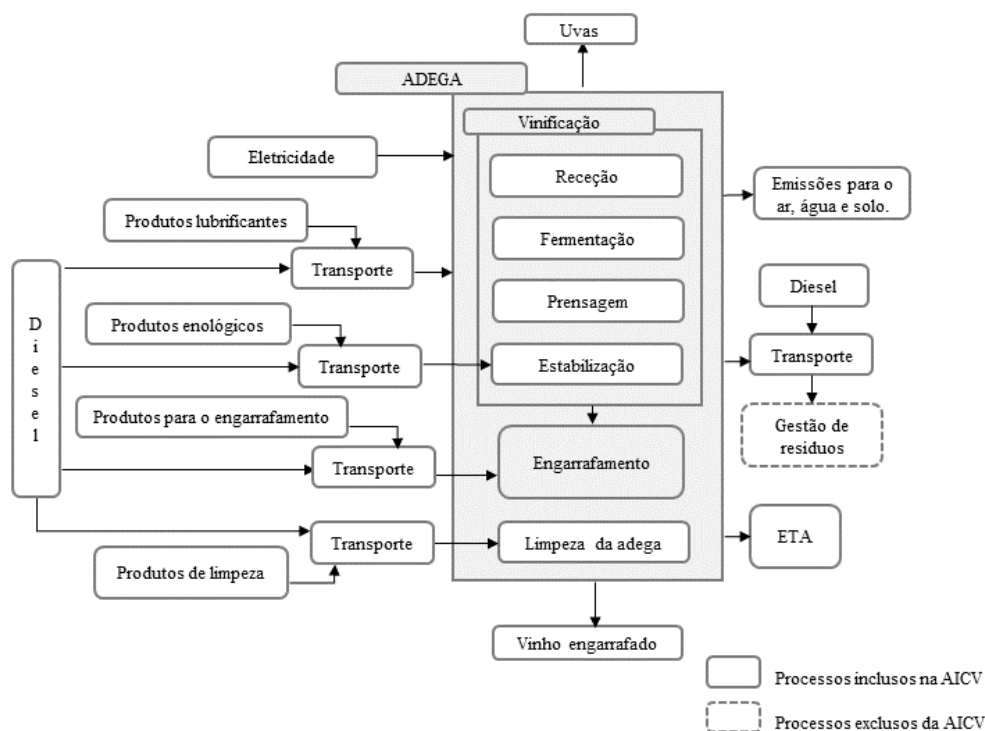 Uvas
ADEGA
Vinificação
Eletricidade
Receção
Emissões para o
ar, água e solo.
Produtos lubrificantes
Fermentação
Transporte
Diesel
Prensagem
Diesel
Produtos enológicos
Transporte
Transporte
Estabilização
Produtos para o engarrafamento
Gestão de
resíduos
Transporte
Engarrafamento
Transporte
Limpeza da adega
ETA
Produtos de limpeza
Vinho engarrafado
Processos inclusos na AICV
Processos exclusos da AICV